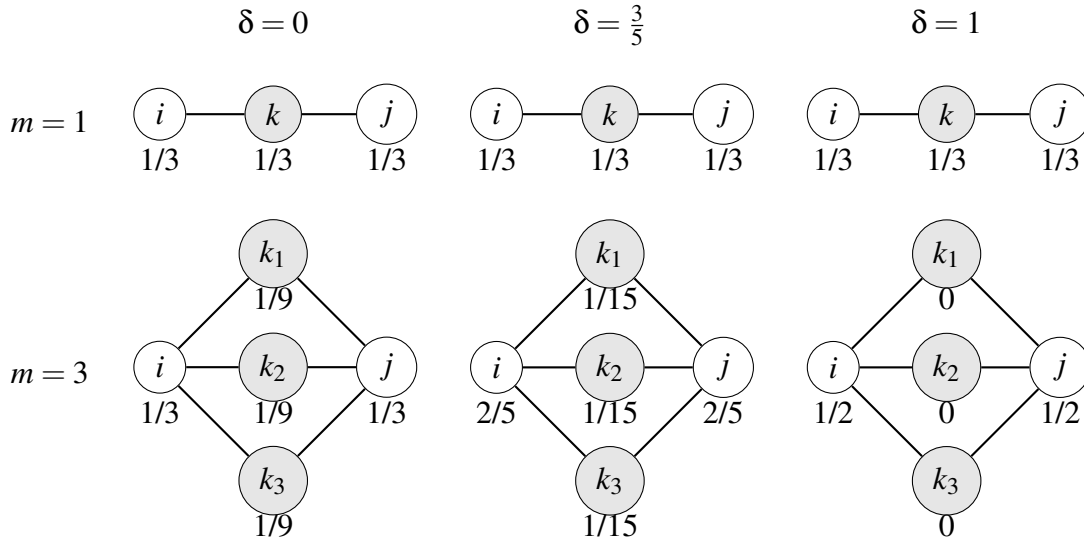 δ = 0 δ = 3/5 δ = 1
m = 1 i k j i k j i k j
1/3 1/3 1/3 1/3 1/3 1/3 1/3 1/3 1/3
k₁ k₁ k₁
1/9 1/15 0
m = 3 i k₂ j i k₂ j i k₂ j
1/3 1/9 1/3 2/5 1/15 2/5 1/2 0 1/2
k₃ k₃ k₃
1/9 1/15 0